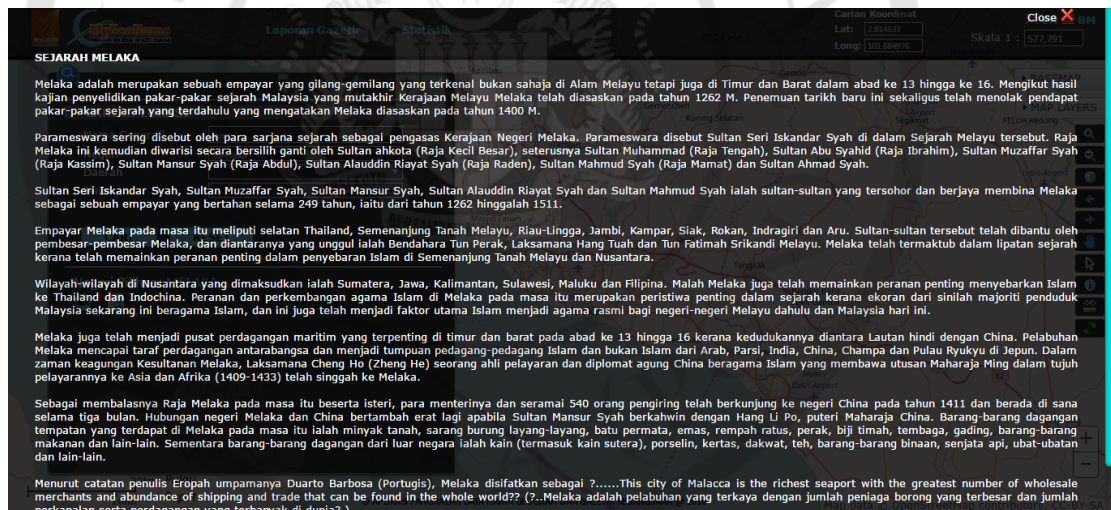 MyGeoName
Laporan Gazetir Statistik
Carian Koordinat
Lat: 2.914533
Long: 101.684976
Skala 1 : 577,791
Close X BM
SEJARAH MELAKA
Melaka adalah merupakan sebuah empayar yang gilang-gemilang yang terkenal bukan sahaja di Alam Melayu tetapi juga di Timur dan Barat dalam abad ke 13 hingga ke 16. Mengikut hasil
kajian penyelidikan pakar-pakar sejarah Malaysia yang mutakhir Kerajaan Melayu Melaka telah diasaskan pada tahun 1262 M. Penemuan tarikh baru ini sekaligus telah menolak pendapat
pakar-pakar sejarah yang terdahulu yang mengatakan Melaka diasaskan pada tahun 1400 M.
Parameswara sering disebut oleh para sarjana sejarah sebagai pengasas Kerajaan Negeri Melaka. Parameswara disebut Sultan Seri Iskandar Syah di dalam Sejarah Melayu tersebut. Raja
Melaka ini kemudian diwarisi secara bersilih ganti oleh Sultan ahkota (Raja Kecil Besar), seterusnya Sultan Muhammad (Raja Tengah), Sultan Abu Syahid (Raja Ibrahim), Sultan Muzaffar Syah
(Raja Kassim), Sultan Mansur Syah (Raja Abdul), Sultan Alauddin Riayat Syah (Raja Raden), Sultan Mahmud Syah (Raja Mamat) dan Sultan Ahmad Syah.
Sultan Seri Iskandar Syah, Sultan Muzaffar Syah, Sultan Mansur Syah, Sultan Alauddin Riayat Syah dan Sultan Mahmud Syah ialah sultan-sultan yang tersohor dan berjaya membina Melaka
sebagai sebuah empayar yang bertahan selama 249 tahun, iaitu dari tahun 1262 hinggalah 1511.
Empayar Melaka pada masa itu meliputi selatan Thailand, Semenanjung Tanah Melayu, Riau-Lingga, Jambi, Kampar, Siak, Rokan, Indragiri dan Aru. Sultan-sultan tersebut telah dibantu oleh
pembesar-pembesar Melaka, dan diantaranya yang unggul ialah Bendahara Tun Perak, Laksamana Hang Tuah dan Tun Fatimah Srikandi Melayu. Melaka telah termaktub dalam lipatan sejarah
kerana telah memainkan peranan penting dalam penyebaran Islam di Semenanjung Tanah Melayu dan Nusantara.
Wilayah-wilayah di Nusantara yang dimaksudkan ialah Sumatera, Jawa, Kalimantan, Sulawesi, Maluku dan Filipina. Malah Melaka juga telah memainkan peranan penting menyebarkan Islam
ke Thailand dan Indochina. Peranan dan perkembangan agama Islam di Melaka pada masa itu merupakan peristiwa penting dalam sejarah kerana ekoran dari sinilah majoriti penduduk
Malaysia sekarang ini beragama Islam, dan ini juga telah menjadi faktor utama Islam menjadi agama rasmi bagi negeri-negeri Melayu dahulu dan Malaysia hari ini.
Melaka juga telah menjadi pusat perdagangan maritim yang terpenting di timur dan barat pada abad ke 13 hingga 16 kerana kedudukannya diantara Lautan hindi dengan China. Pelabuhan
Melaka mencapai taraf perdagangan antarabangsa dan menjadi tumpuan pedagang-pedagang Islam dan bukan Islam dari Arab, Parsi, India, China, Champa dan Pulau Ryukyu di Jepun. Dalam
zaman keagungan Kesultanan Melaka, Laksamana Cheng Ho (Zheng He) seorang ahli pelayaran dan diplomat agung China beragama Islam yang membawa utusan Maharaja Ming dalam tujuh
pelayarannya ke Asia dan Afrika (1409-1433) telah singgah ke Melaka.
Sebagai membalasnya Raja Melaka pada masa itu beserta isteri, para menterinya dan seramai 540 orang pengiring telah berkunjung ke negeri China pada tahun 1411 dan berada di sana
selama tiga bulan. Hubungan negeri Melaka dan China bertambah erat lagi apabila Sultan Mansur Syah berkahwin dengan Hang Li Po, puteri Maharaja China. Barang-barang dagangan
tempatan yang terdapat di Melaka pada masa itu ialah minyak tanah, sarang burung layang-layang, batu permata, emas, rempah ratus, perak, biji timah, tembaga, gading, barang-barang
makanan dan lain-lain. Sementara barang-barang dagangan dari luar negara ialah kain (termasuk kain sutera), porselin, kertas, dakwat, teh, barang-barang binaan, senjata api, ubat-ubatan
dan lain-lain.
Menurut catatan penulis Eropah umpamanya Duarto Barbosa (Portugis), Melaka disifatkan sebagai ?......This city of Malacca is the richest seaport with the greatest number of wholesale
merchants and abundance of shipping and trade that can be found in the whole world?? (?..Melaka adalah pelabuhan yang terkaya dengan jumlah peniaga borong yang terbesar dan jumlah
perkapalan serta perdagangan yang terbanyak di dunia?.)